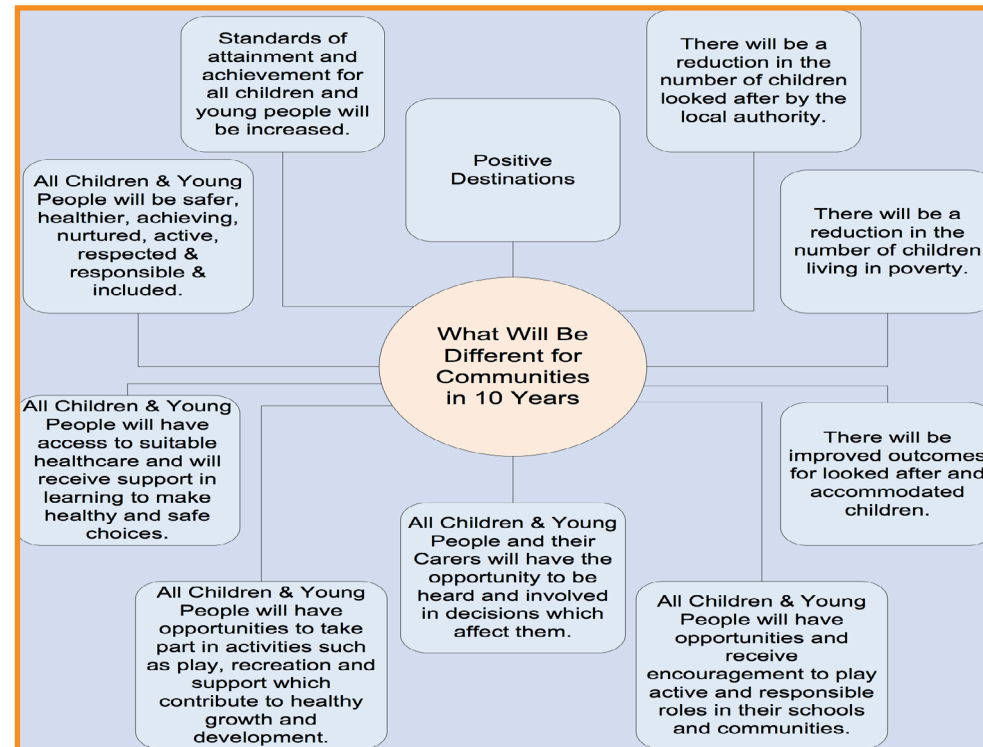 Standards of
attainment and
achievement for
all children and
young people will
be increased.
Positive
Destinations
There will be a
reduction in the
number of children
looked after by the
local authority.
All Children & Young
People will be safer,
healthier, achieving,
nurtured, active,
respected &
responsible &
included.
There will be a
reduction in the
number of children
living in poverty.
What Will Be
Different for
Communities
in 10 Years
All Children & Young
People will have
access to suitable
healthcare and will
receive support in
learning to make
healthy and safe
choices.
There will be
improved outcomes
for looked after and
accommodated
children.
All Children & Young
People and their
Carers will have the
opportunity to be
heard and involved
in decisions which
affect them.
All Children & Young
People will have
opportunities to take
part in activities such
as play, recreation and
support which
contribute to healthy
growth and
development.
All Children & Young
People will have
opportunities and
receive
encouragement to play
active and responsible
roles in their schools
and communities.